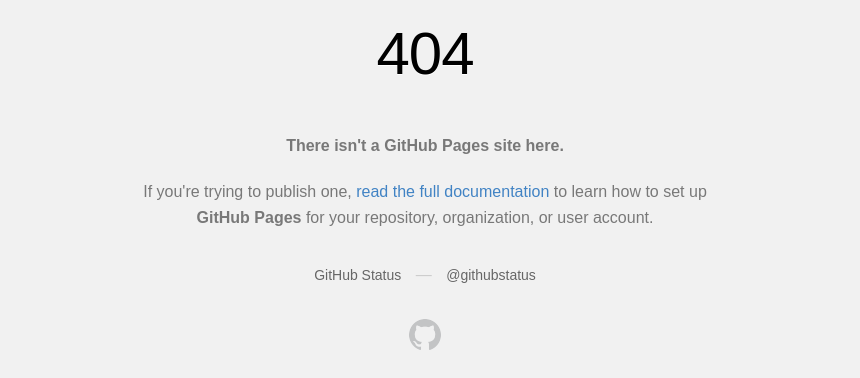 404
There isn't a GitHub Pages site here.
If you're trying to publish one, read the full documentation to learn how to set up
GitHub Pages for your repository, organization, or user account.
GitHub Status — @githubstatus